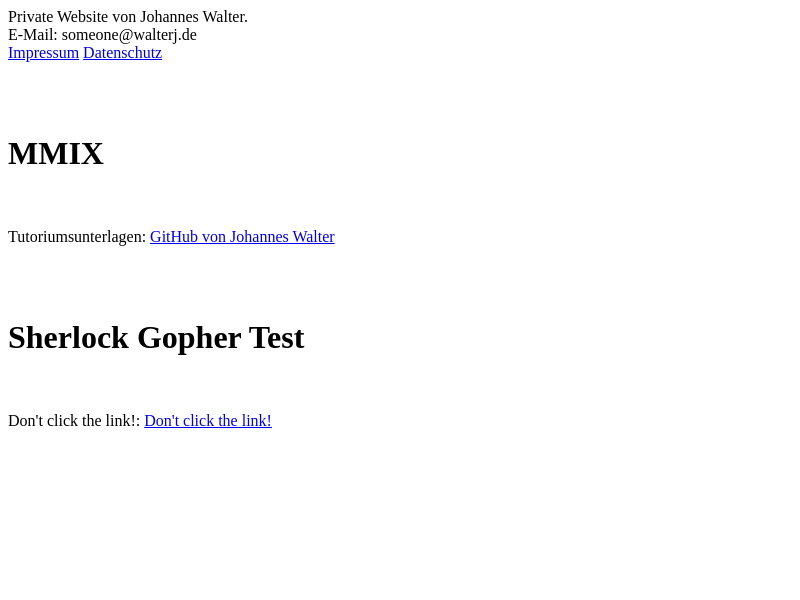 Private Website von Johannes Walter.
E-Mail: someone@walterj.de
Impressum Datenschutz
MMIX
Tutoriumsunterlagen: GitHub von Johannes Walter
Sherlock Gopher Test
Don't click the link!: Don't click the link!